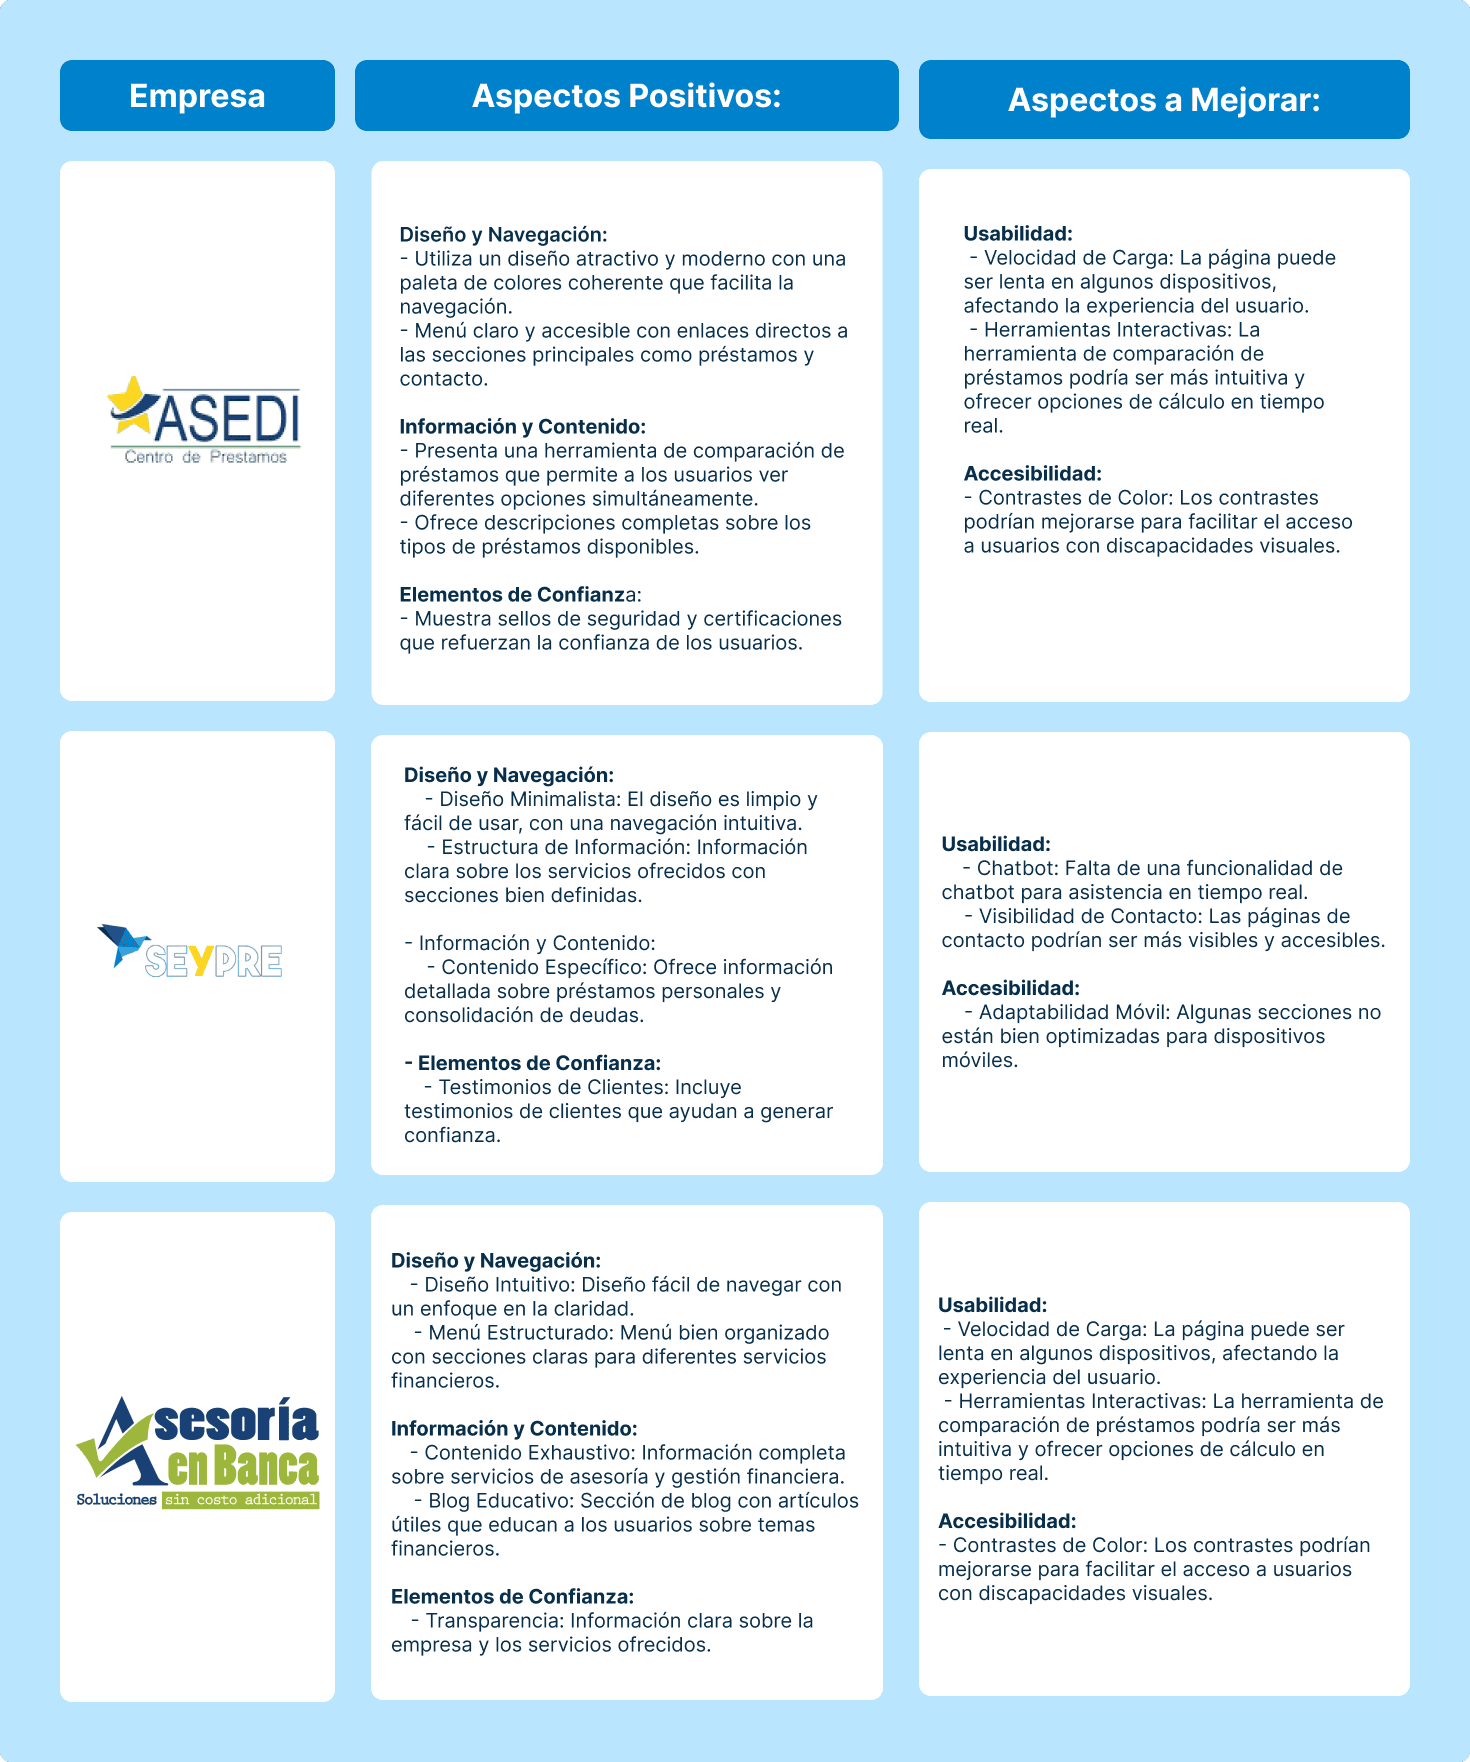 Empresa
Aspectos Positivos:
Aspectos a Mejorar:
ASEDI
Centro de Prestamos
Diseño y Navegación:
- Utiliza un diseño atractivo y moderno con una
paleta de colores coherente que facilita la
navegación.
- Menú claro y accesible con enlaces directos a
las secciones principales como préstamos y
contacto.
Información y Contenido:
- Presenta una herramienta de comparación de
préstamos que permite a los usuarios ver
diferentes opciones simultáneamente.
- Ofrece descripciones completas sobre los
tipos de préstamos disponibles.
Elementos de Confianza:
- Muestra sellos de seguridad y certificaciones
que refuerzan la confianza de los usuarios.
Usabilidad:
- Velocidad de Carga: La página puede
ser lenta en algunos dispositivos,
afectando la experiencia del usuario.
- Herramientas Interactivas: La
herramienta de comparación de
préstamos podría ser más intuitiva y
ofrecer opciones de cálculo en tiempo
real.
Accesibilidad:
- Contrastes de Color: Los contrastes
podrían mejorarse para facilitar el acceso
a usuarios con discapacidades visuales.
SEYPRE
Diseño y Navegación:
- Diseño Minimalista: El diseño es limpio y
fácil de usar, con una navegación intuitiva.
- Estructura de Información: Información
clara sobre los servicios ofrecidos con
secciones bien definidas.
- Información y Contenido:
- Contenido Específico: Ofrece información
detallada sobre préstamos personales y
consolidación de deudas.
- Elementos de Confianza:
- Testimonios de Clientes: Incluye
testimonios de clientes que ayudan a generar
confianza.
Usabilidad:
- Chatbot: Falta de una funcionalidad de
chatbot para asistencia en tiempo real.
- Visibilidad de Contacto: Las páginas de
contacto podrían ser más visibles y accesibles.
Accesibilidad:
- Adaptabilidad Móvil: Algunas secciones no
están bien optimizadas para dispositivos
móviles.
Asesoría
en Banca
Soluciones sin costo adicional
Diseño y Navegación:
- Diseño Intuitivo: Diseño fácil de navegar con
un enfoque en la claridad.
- Menú Estructurado: Menú bien organizado
con secciones claras para diferentes servicios
financieros.
Información y Contenido:
- Contenido Exhaustivo: Información completa
sobre servicios de asesoría y gestión financiera.
- Blog Educativo: Sección de blog con artículos
útiles que educan a los usuarios sobre temas
financieros.
Elementos de Confianza:
- Transparencia: Información clara sobre la
empresa y los servicios ofrecidos.
Usabilidad:
- Velocidad de Carga: La página puede ser
lenta en algunos dispositivos, afectando la
experiencia del usuario.
- Herramientas Interactivas: La herramienta de
comparación de préstamos podría ser más
intuitiva y ofrecer opciones de cálculo en
tiempo real.
Accesibilidad:
- Contrastes de Color: Los contrastes podrían
mejorarse para facilitar el acceso a usuarios
con discapacidades visuales.